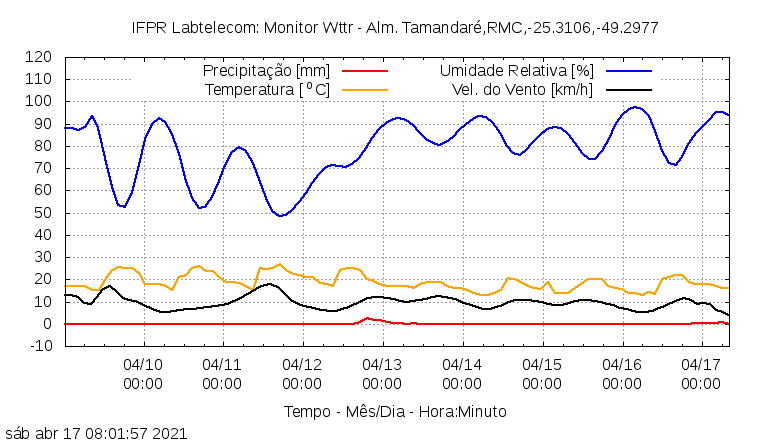 IFPR Labtelecom: Monitor Wttr - Alm. Tamandaré,RMC,-25.3106,-49.2977
120
110
100
90
80
70
60
50
40
30
20
10
0
-10
Precipitação [mm]
Temperatura [⁰C]
Umidade Relativa [%]
Vel. do Vento [km/h]
04/10 04/11 04/12 04/13 04/14 04/15 04/16 04/17
00:00 00:00 00:00 00:00 00:00 00:00 00:00 00:00
Tempo - Mês/Dia - Hora:Minuto
sáb abr 17 08:01:57 2021